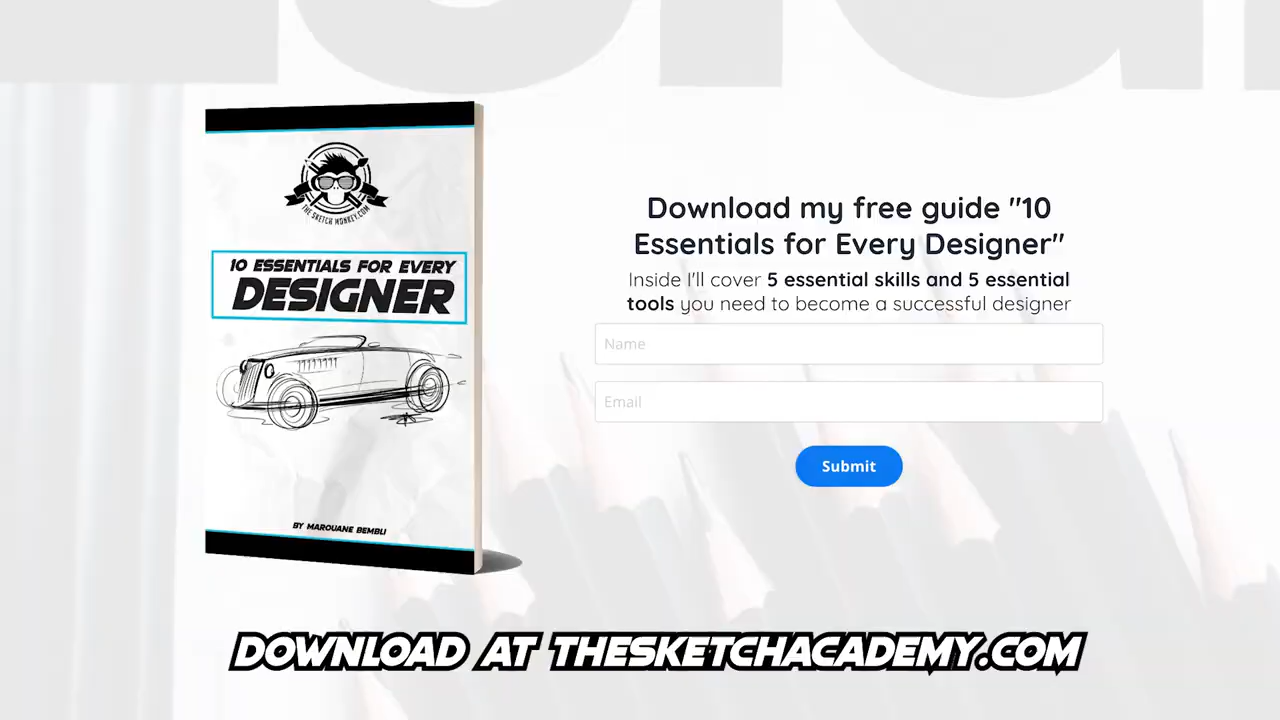 THE SKETCH MONKEY.COM
10 ESSENTIALS FOR EVERY
DESIGNER
BY MAROUANE BEMBLI
Download my free guide "10
Essentials for Every Designer"
Inside I'll cover 5 essential skills and 5 essential
tools you need to become a successful designer
Name
Email
Submit
DOWNLOAD AT THESKETCHACADEMY.COM